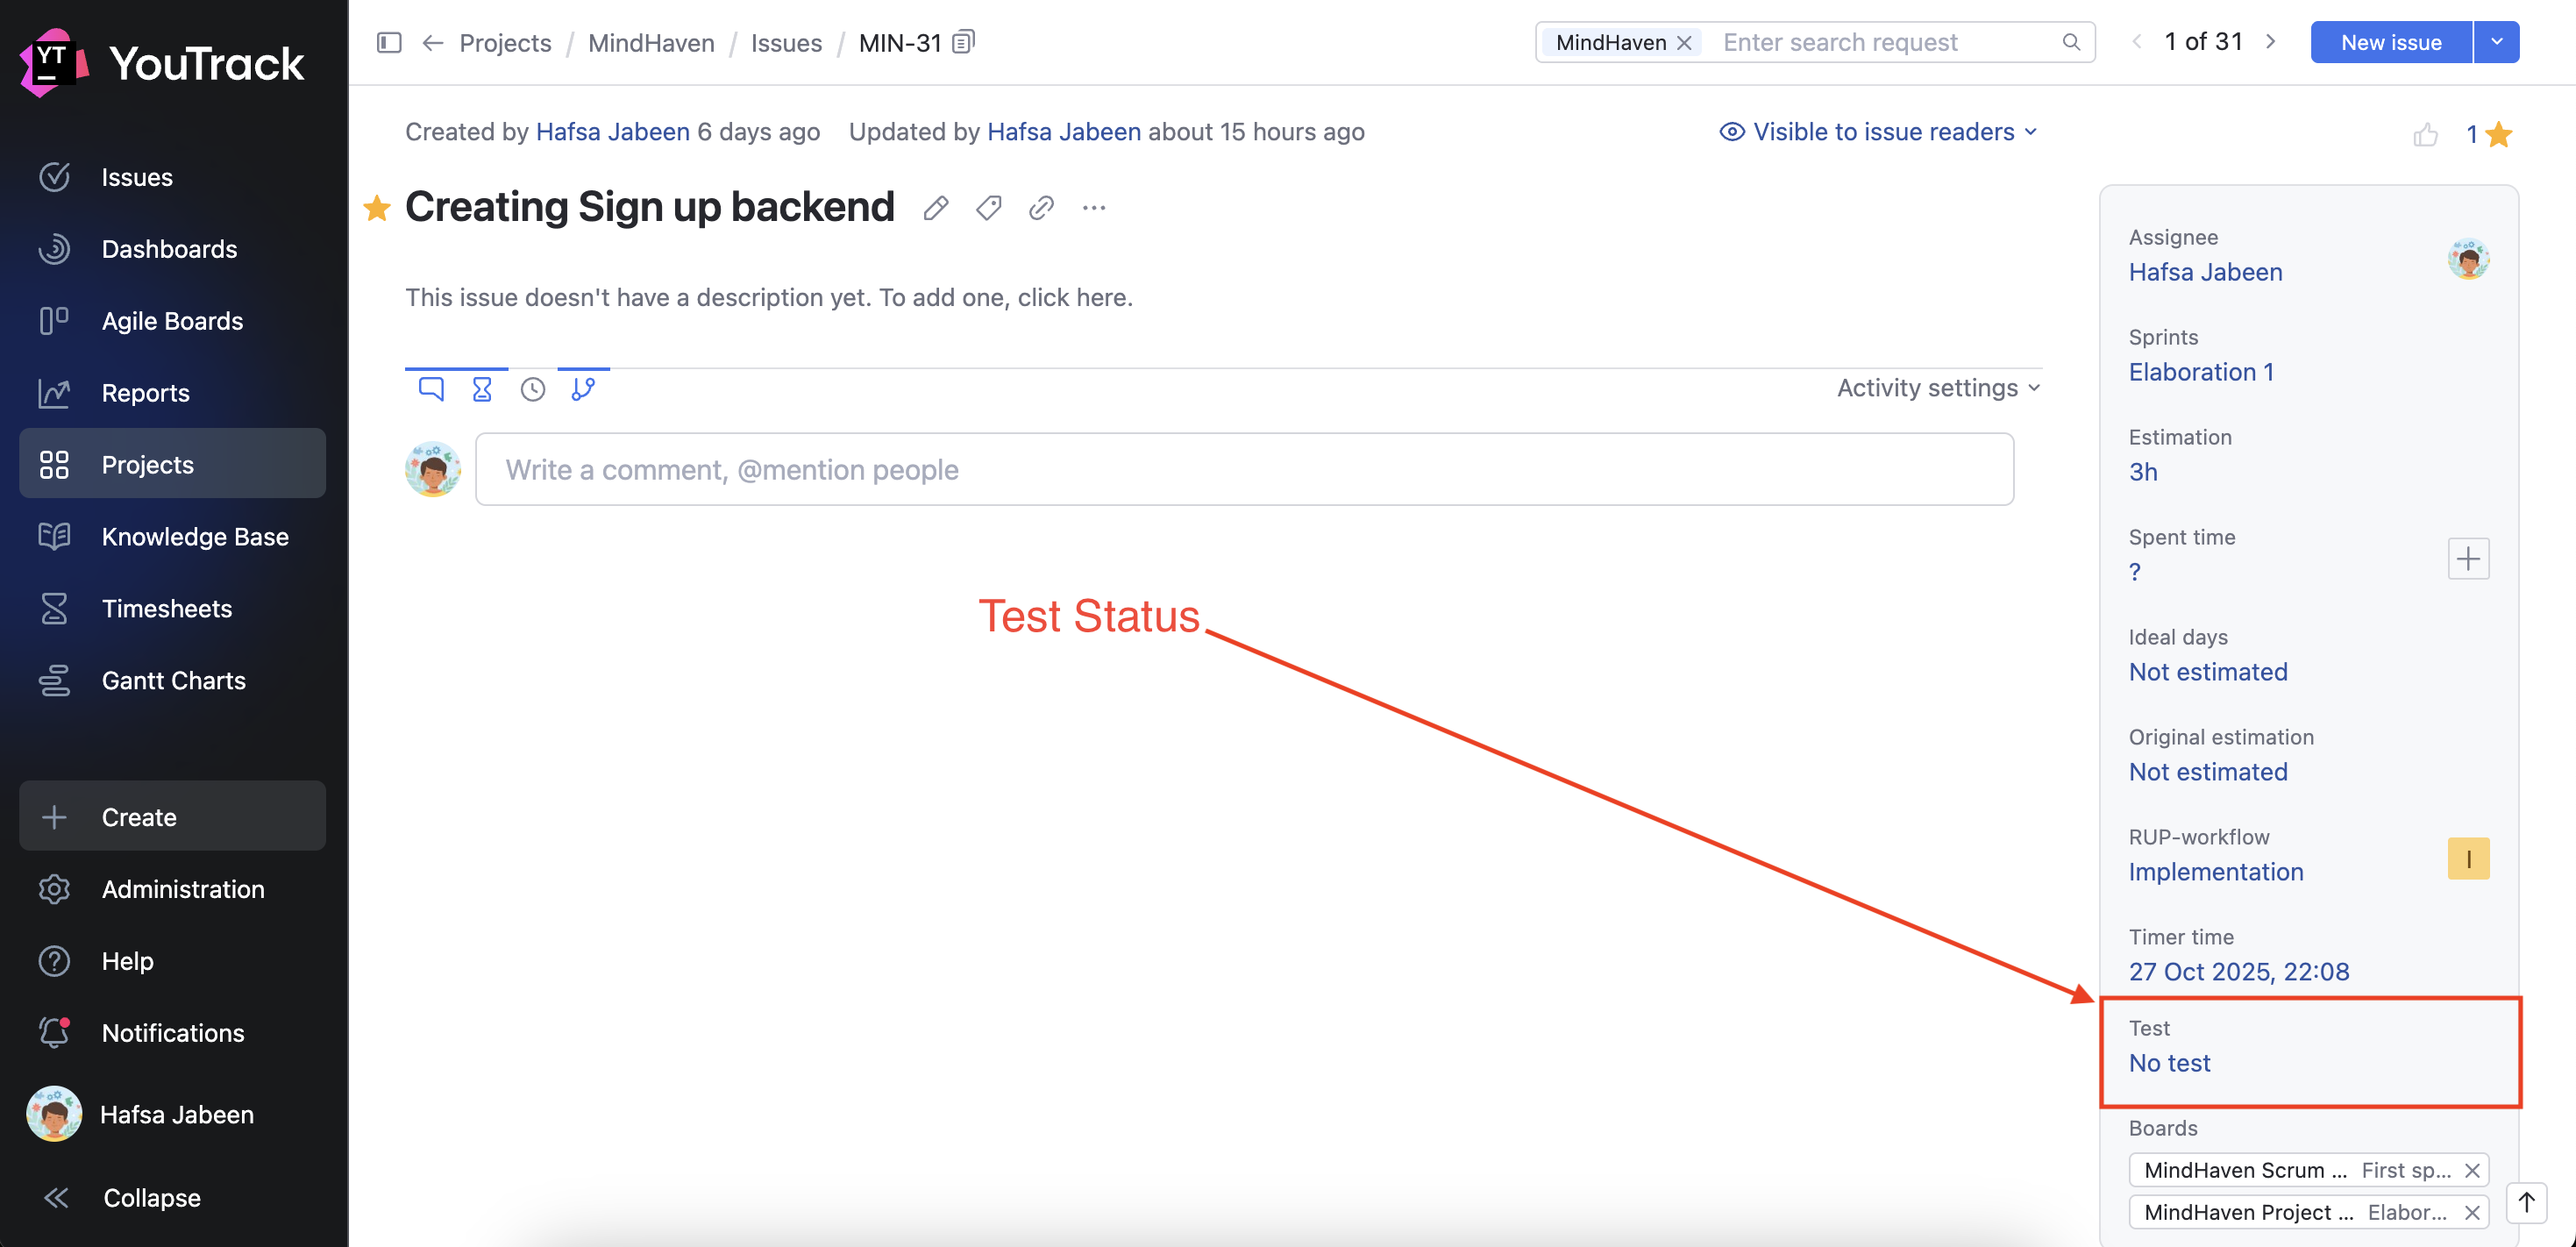 YT YouTrack
Issues
Dashboards
Agile Boards
Reports
Projects
Knowledge Base
Timesheets
Gantt Charts
Create
Administration
Help
Notifications
Hafsa Jabeen
Collapse
Projects / MindHaven / Issues / MIN-31
MindHaven Enter search request
1 of 31
New issue
Created by Hafsa Jabeen 6 days ago Updated by Hafsa Jabeen about 15 hours ago
Visible to issue readers
1
Creating Sign up backend
This issue doesn't have a description yet. To add one, click here.
Activity settings
Write a comment, @mention people
Test Status
Assignee
Hafsa Jabeen
Sprints
Elaboration 1
Estimation
3h
Spent time
?
Ideal days
Not estimated
Original estimation
Not estimated
RUP-workflow
Implementation
I
Timer time
27 Oct 2025, 22:08
Test
No test
Boards
MindHaven Scrum ... First sp...
MindHaven Project ... Elabor...